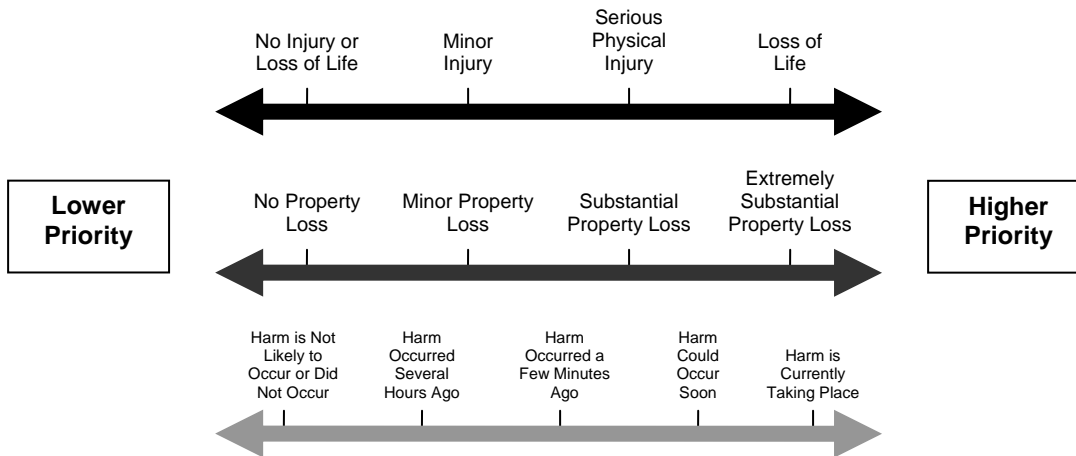 No Injury or
Loss of Life
Minor
Injury
Serious
Physical
Injury
Loss of
Life
Lower
Priority
No Property
Loss
Minor Property
Loss
Substantial
Property Loss
Extremely
Substantial
Property Loss
Higher
Priority
Harm is Not
Likely to
Occur or Did
Not Occur
Harm
Occurred
Several
Hours Ago
Harm
Occurred a
Few Minutes
Ago
Harm
Could
Occur
Soon
Harm is
Currently
Taking Place